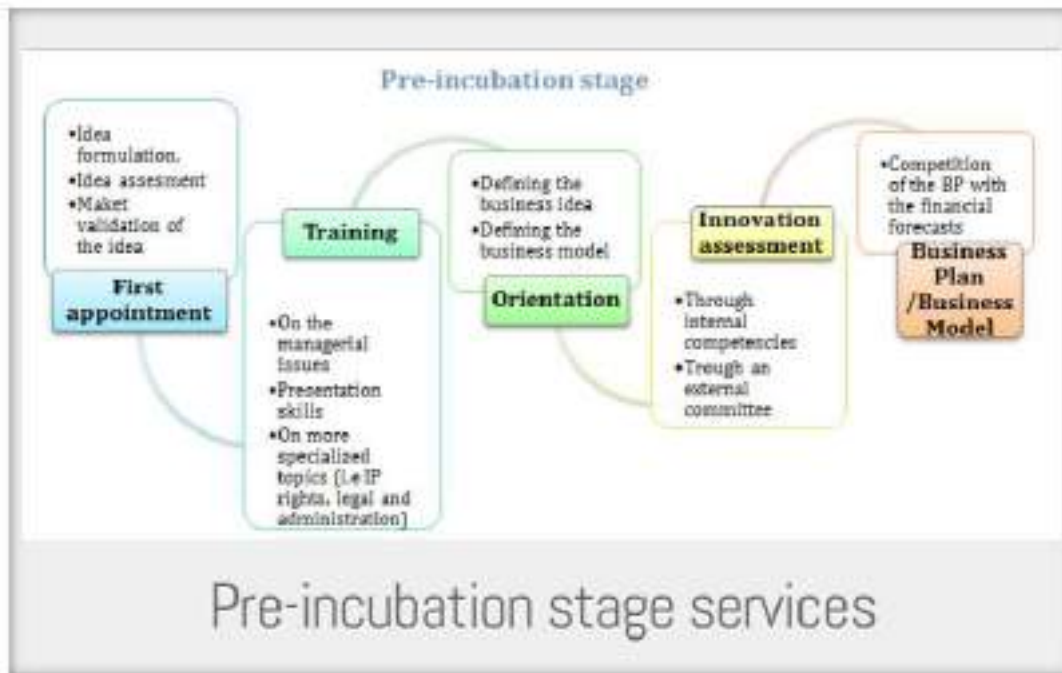 Pre-incubation stage
•Idea
formulation.
•Idea assesment
•Maket
validation of
the idea
First
appointment
Training
•On the
managerial
issues
•Presentation
skills
•On more
specialized
topics (i.e IP
rights, legal and
administration)
•Defining the
business idea
•Defining the
business model
Orientation
Innovation
assessment
•Through
internal
competencies
•Trough an
external
committee
•Competition
of the BP with
the financial
forecasts
Business
Plan
/Business
Model
Pre-incubation stage services